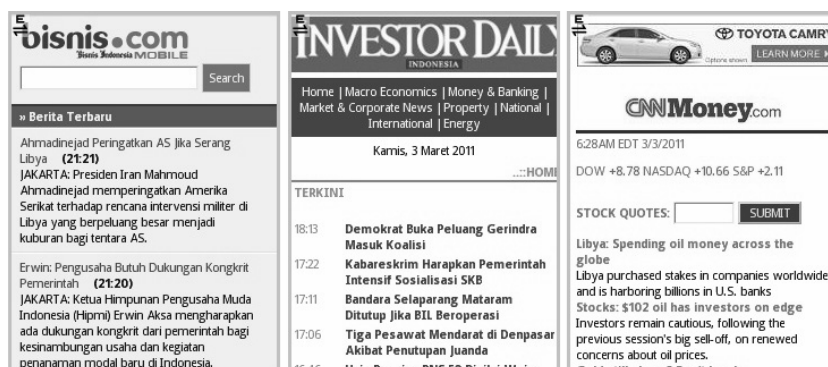 bisnis.com
Bisnis Indonesia MOBILE
Search
» Berita Terbaru
Ahmadinejad Peringatkan AS Jika Serang
Libya (21:21)
JAKARTA: Presiden Iran Mahmoud
Ahmadinejad memperingatkan Amerika
Serikat terhadap rencana intervensi militer di
Libya yang berpeluang besar menjadi
kuburan bagi tentara AS.
Erwin: Pengusaha Butuh Dukungan Kongkrit
Pemerintah (21:20)
JAKARTA: Ketua Himpunan Pengusaha Muda
Indonesia (Hipmi) Erwin Aksa mengharapkan
ada dukungan kongkrit dari pemerintah bagi
kesinambungan usaha dan kegiatan
penanaman modal baru di Indonesia.
INVESTOR DAILY
INDONESIA
Home | Macro Economics | Money & Banking |
Market & Corporate News | Property | National |
International | Energy
Kamis, 3 Maret 2011
..::HOME
TERKINI
18:13 Demokrat Buka Peluang Gerindra
Masuk Koalisi
17:22 Kabareskrim Harapkan Pemerintah
Intensif Sosialisasi SKB
17:11 Bandara Selaparang Mataram
Ditutup Jika BIL Beroperasi
17:06 Tiga Pesawat Mendarat di Denpasar
Akibat Penutupan Juanda
TOYOTA CAMRY
Options shown
LEARN MORE
CNNMoney.com
6:28AM EDT 3/3/2011
DOW +8.78 NASDAQ +10.66 S&P +2.11
STOCK QUOTES: SUBMIT
Libya: Spending oil money across the
globe
Libya purchased stakes in companies worldwide
and is harboring billions in U.S. banks
Stocks: $102 oil has investors on edge
Investors remain cautious, following the
previous session's big sell-off, on renewed
concerns about oil prices.